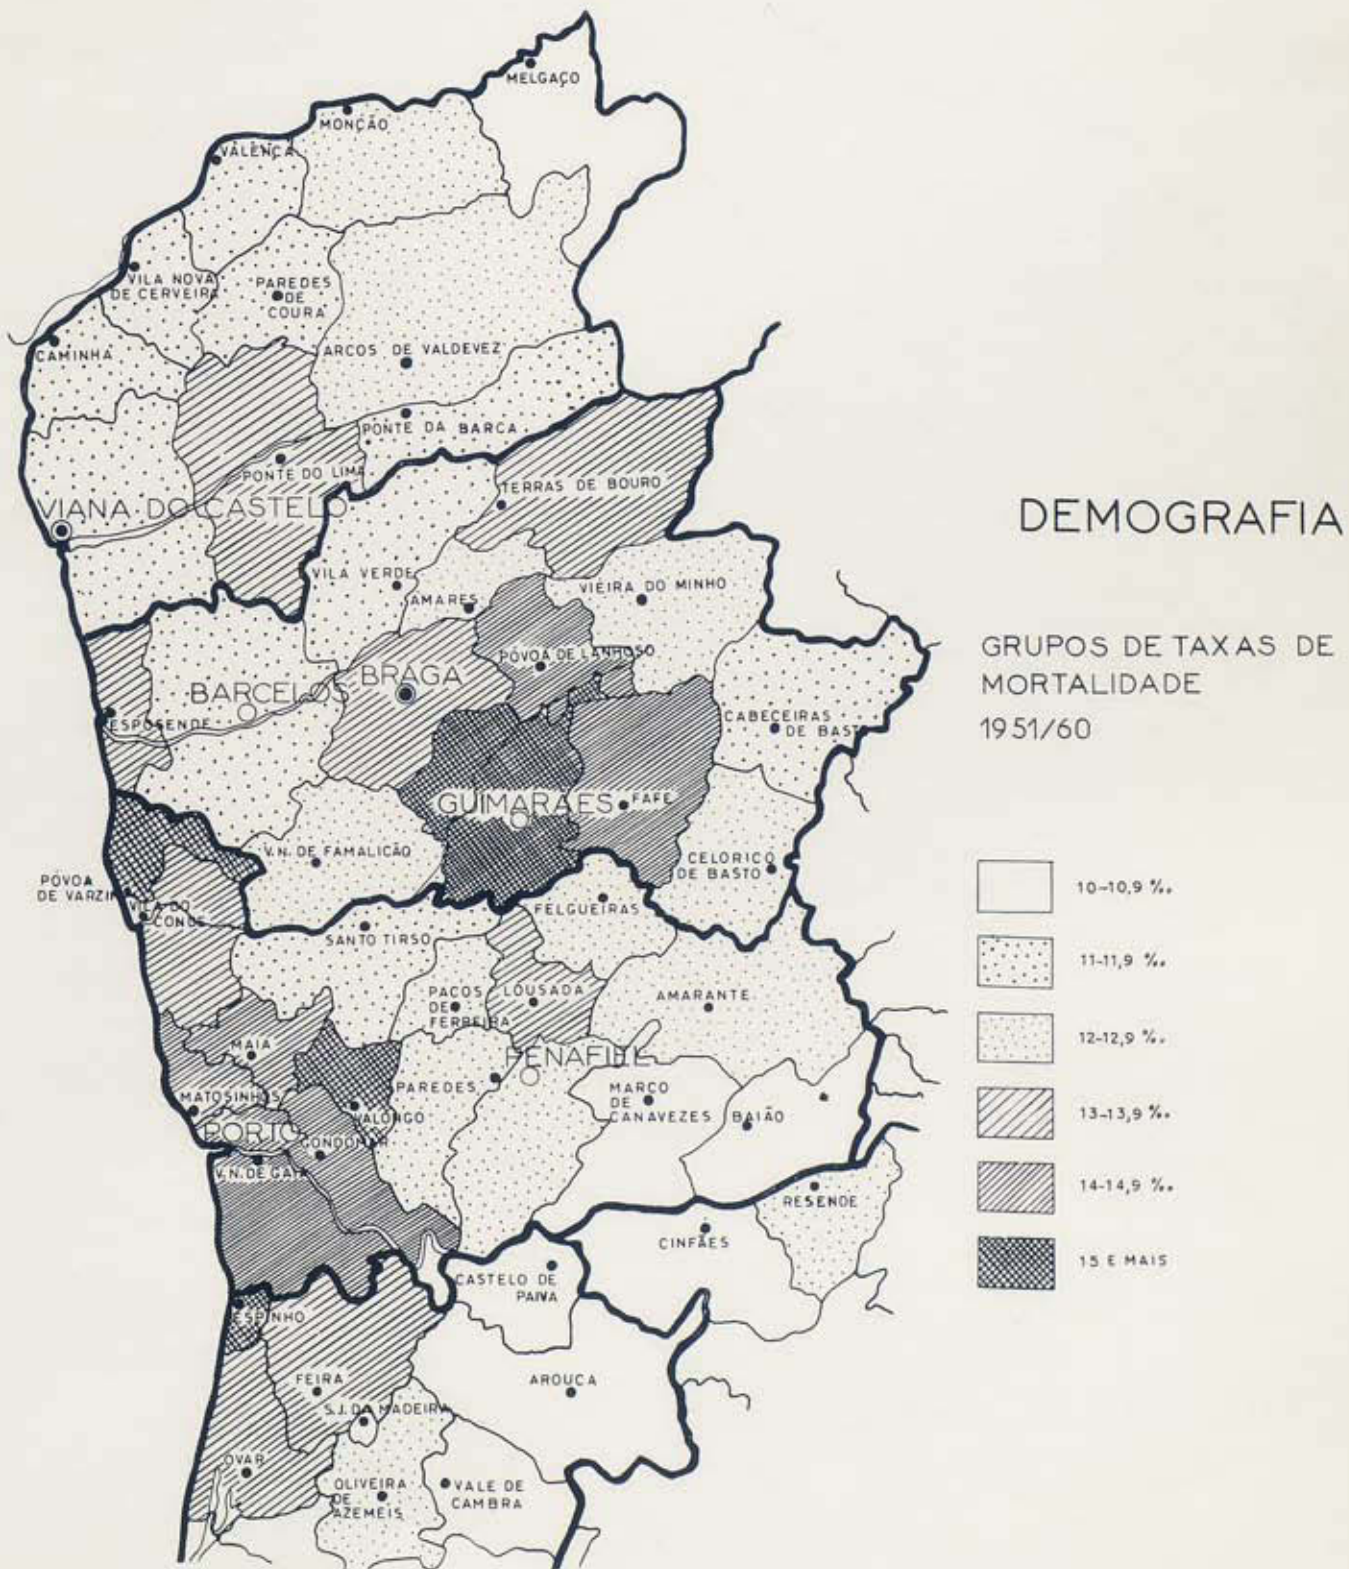 MELGAÇO
MONÇÃO
VALENÇA
VILA NOVA
DE CERVEIRA
PAREDES
DE
COURA
CAMINHA
ARCOS DE VALDEVEZ
PONTE DA BARCA
PONTE DO LIMA
TERRAS DE BOURO
VIANA DO CASTELO
DEMOGRAFIA
VILA VERDE
AMARES
VIEIRA DO MINHO
GRUPOS DE TAXAS DE
MORTALIDADE
1951/60
PÓVOA DE LANHOSO
BRAGA
BARCELOS
ESPOSENDE
CABECEIRAS
DE BASTO
GUIMARAES
FAFE
V.N. DE FAMALICÃO
CELORICO
DE BASTO
PÓVOA
DE VARZIM
VILA DO
CONDE
FELGUEIRAS
SANTO TIRSO
PACOS
DE
FERREIRA
LOUSADA
AMARANTE
MAIA
PENAFIEL
PAREDES
MARCO
DE
CANAVEZES
BAIÃO
MATOSINHOS
VALONGO
PORTO
GONDOMAR
V.N. DE GAIA
RESENDE
CINFÃES
CASTELO DE
PAIVA
ESPINHO
FEIRA
AROUCA
S.J. DA MADEIRA
OVAR
OLIVEIRA
DE
AZEMEIS
VALE DE
CAMBRA
10-10,9 ‰
11-11,9 ‰
12-12,9 ‰
13-13,9 ‰
14-14,9 ‰
15 E MAIS